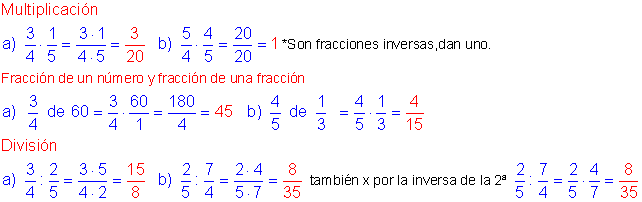 Multiplicación
a) 3/4 · 1/5 = 3·1/4·5 = 3/20 b) 5/4 · 4/5 = 20/20 = 1 *Son fracciones inversas,dan uno.
Fracción de un número y fracción de una fracción
a) 3/4 de 60 = 3/4 · 60/1 = 180/4 = 45 b) 4/5 de 1/3 = 4/5 · 1/3 = 4/15
División
a) 3/4 : 2/5 = 3·5/4·2 = 15/8 b) 2/5 : 7/4 = 2·4/5·7 = 8/35 también x por la inversa de la 2ª 2/5 : 7/4 = 2/5 · 4/7 = 8/35